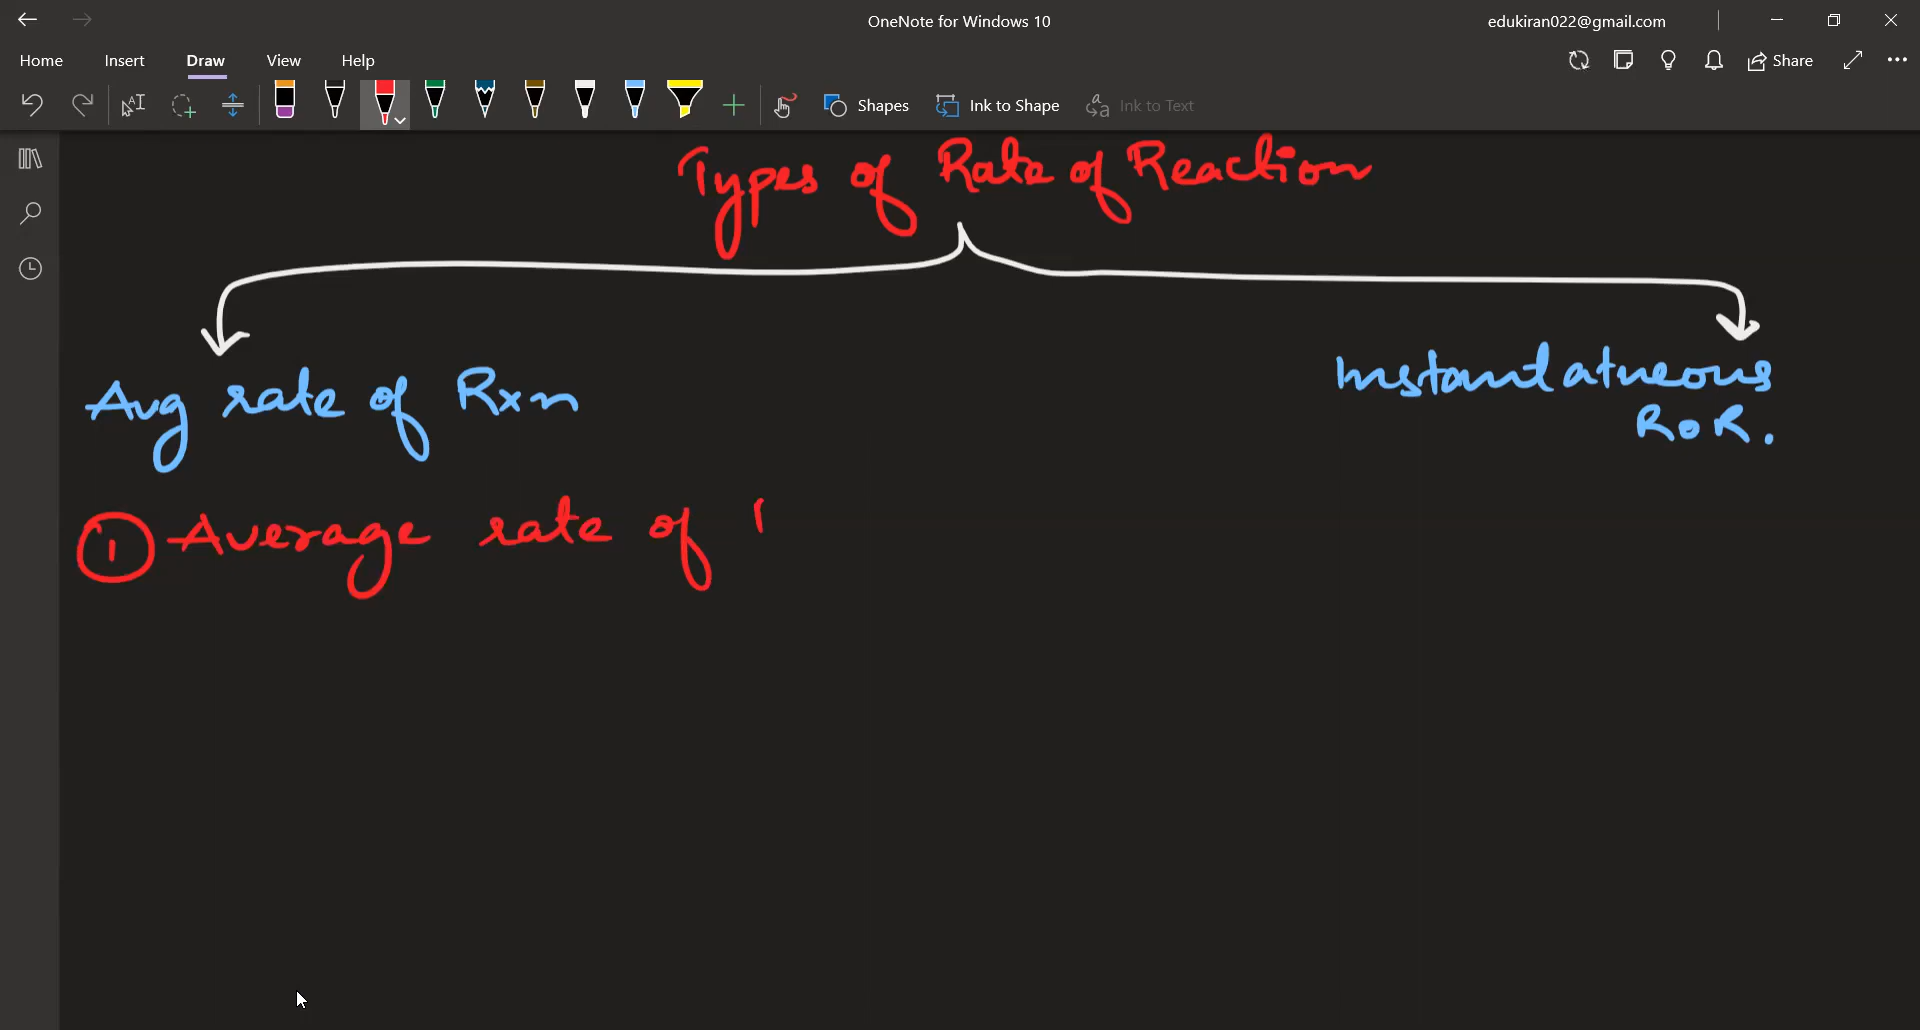 OneNote for Windows 10
edukiran022@gmail.com
Home Insert Draw View Help
Share
Shapes Ink to Shape Ink to Text
Types of Rate of Reaction
Avg rate of Rxn
Instantatneous
RoR.
① Average rate of